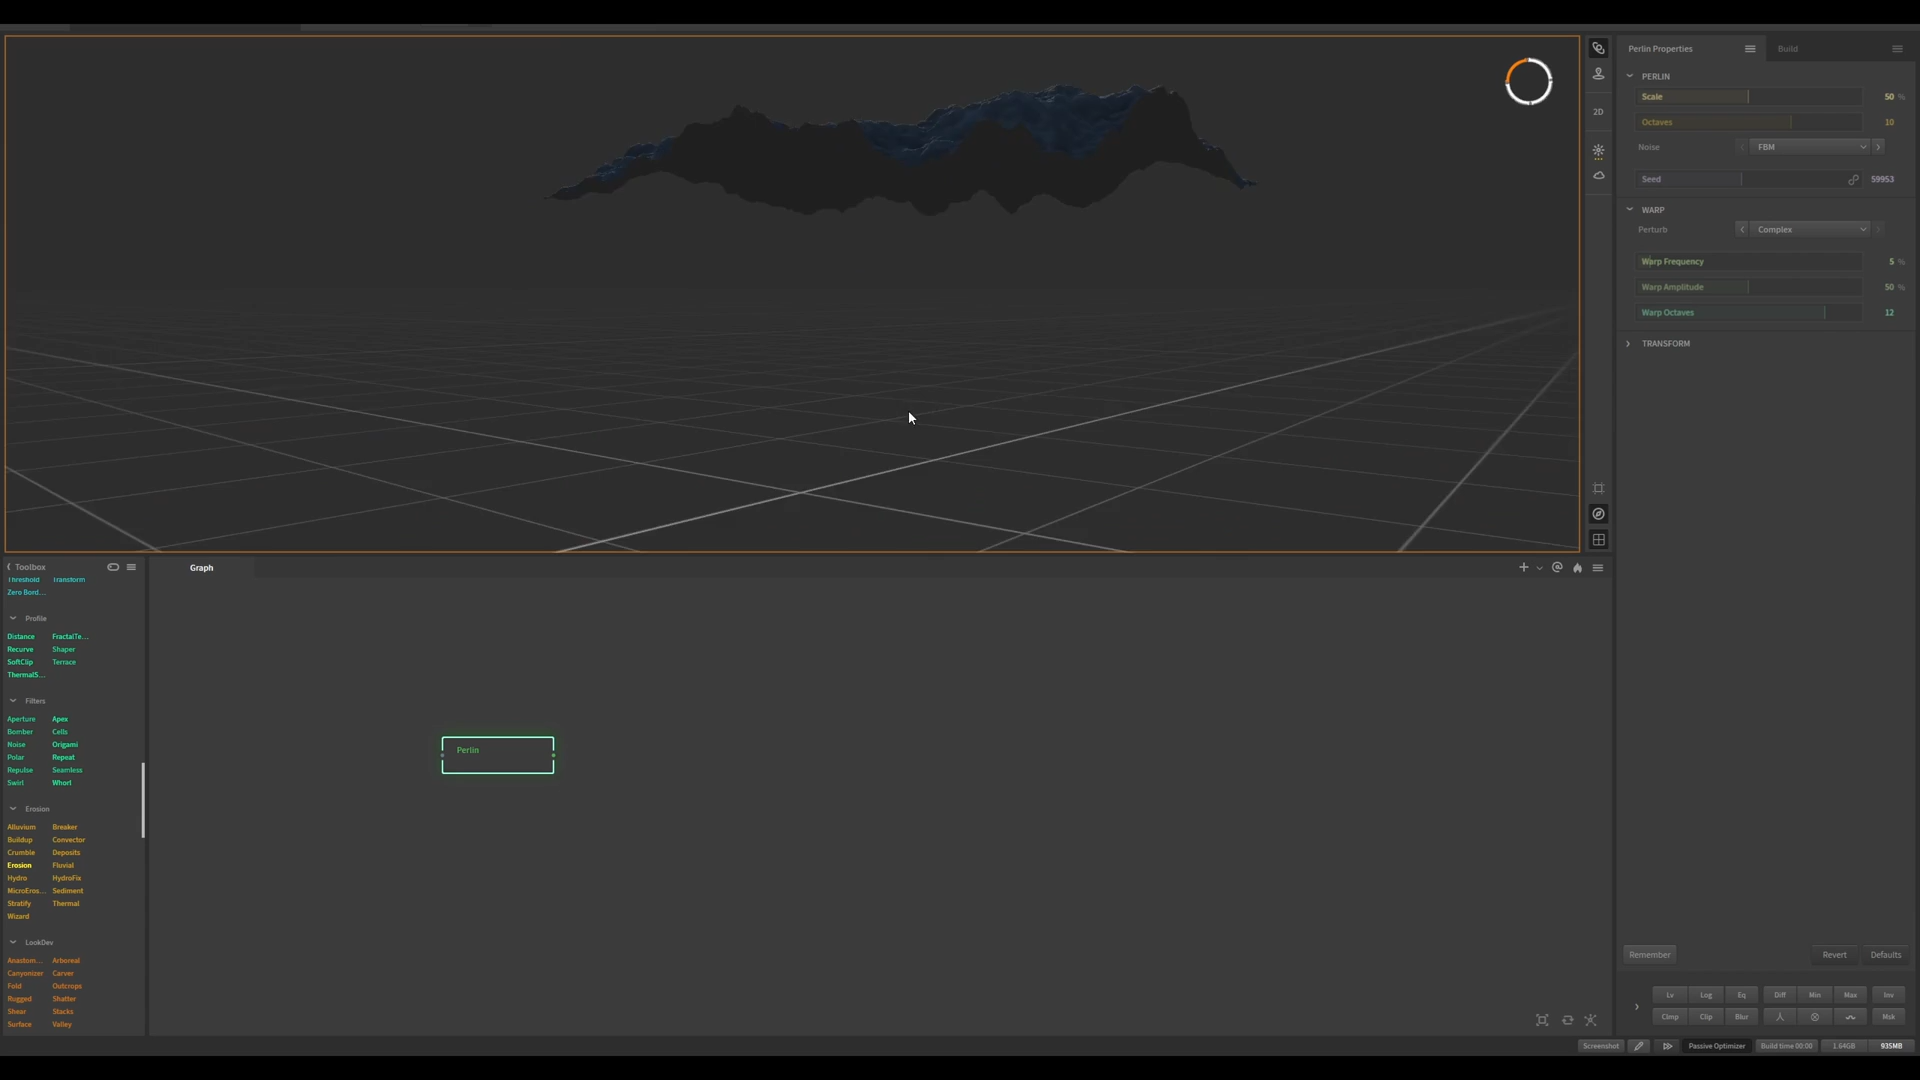 Perlin Properties
Build
PERLIN
Scale 50 %
Octaves 10
2D
Noise FBM
Seed 59953
WARP
Perturb Complex
Warp Frequency 5 %
Warp Amplitude 50 %
Warp Octaves 12
TRANSFORM
Toolbox
Graph
Threshold Transform
Zero Bord...
Profile
Distance FractalTe...
Recurve Shaper
SoftClip Terrace
ThermalS...
Filters
Aperture Apex
Bomber Cells
Noise Origami
Polar Repeat
Repulse Seamless
Swirl Whorl
Perlin
Erosion
Alluvium Breaker
Buildup Convector
Crumble Deposits
Erosion Fluvial
Hydro HydroFix
MicroEros... Sediment
Stratify Thermal
Wizard
LookDev
Anastom... Arboreal
Canyonizer Carver
Fold Outcrops
Rugged Shatter
Shear Stacks
Surface Valley
Remember Revert Defaults
Lv Log Eq Diff Min Max Inv
Clmp Clip Blur Msk
Screenshot Passive Optimizer Build time 00:00 1.64GB 935MB